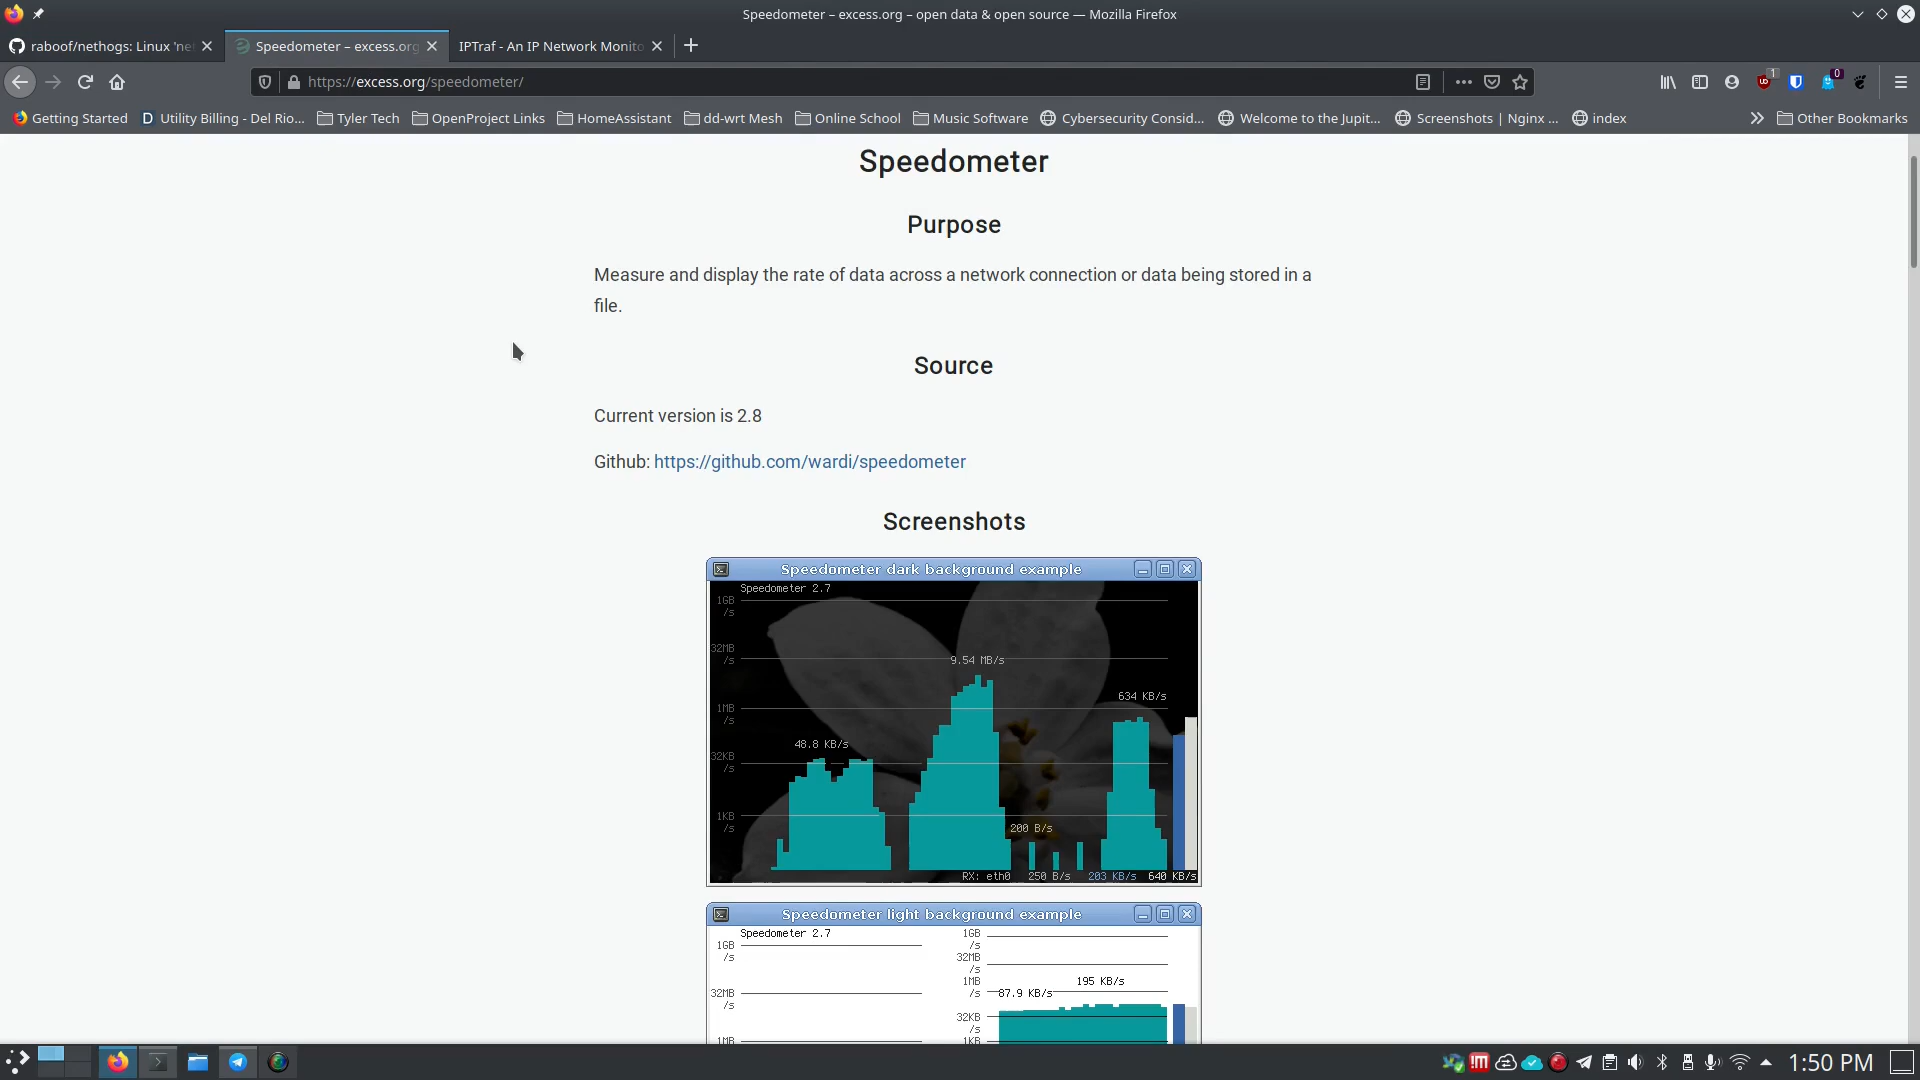 Speedometer – excess.org – open data & open source — Mozilla Firefox
raboof/nethogs: Linux 'ne
Speedometer – excess.org
IPTraf - An IP Network Monito
https://excess.org/speedometer/
1
0
Getting Started
Utility Billing - Del Rio...
Tyler Tech
OpenProject Links
HomeAssistant
dd-wrt Mesh
Online School
Music Software
Cybersecurity Consid...
Welcome to the Jupit...
Screenshots | Nginx ...
index
Other Bookmarks
Speedometer
Purpose
Measure and display the rate of data across a network connection or data being stored in a
file.
Source
Current version is 2.8
Github: https://github.com/wardi/speedometer
Screenshots
Speedometer dark background example
Speedometer 2.7
1GB
/s
32MB
/s
9.54 MB/s
634 KB/s
1MB
/s
48.8 KB/s
32KB
/s
1KB
/s
200 B/s
RX: eth0 250 B/s 203 KB/s 640 KB/s
Speedometer light background example
Speedometer 2.7
1GB
/s
32MB
/s
1MB
1GB
/s
32MB
/s
1MB
/s
195 KB/s
87.9 KB/s
32KB
/s
1KB
1:50 PM